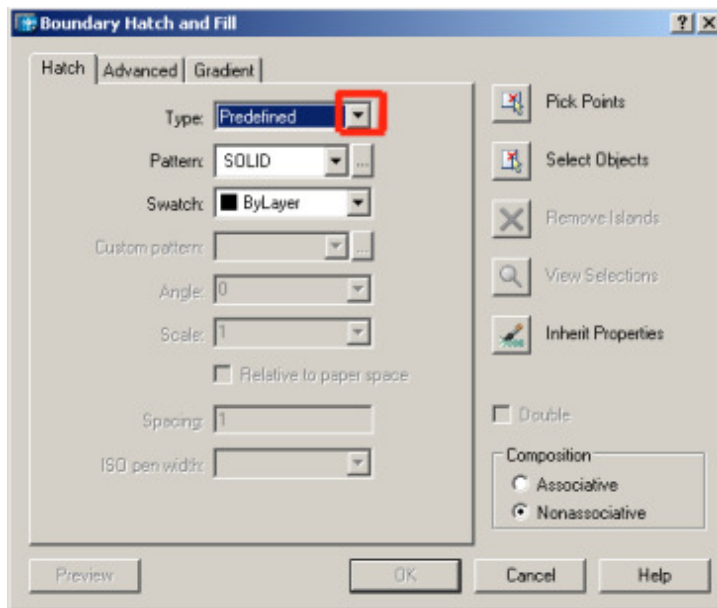 Boundary Hatch and Fill
Hatch Advanced Gradient
Type: Predefined
Pattern: SOLID ...
Swatch: ByLayer
Custom pattern: ...
Angle: 0
Scale: 1
Relative to paper space
Spacing: 1
ISO pen width:
Pick Points
Select Objects
Remove Islands
View Selections
Inherit Properties
Double
Composition
Associative
Nonassociative
Preview OK Cancel Help